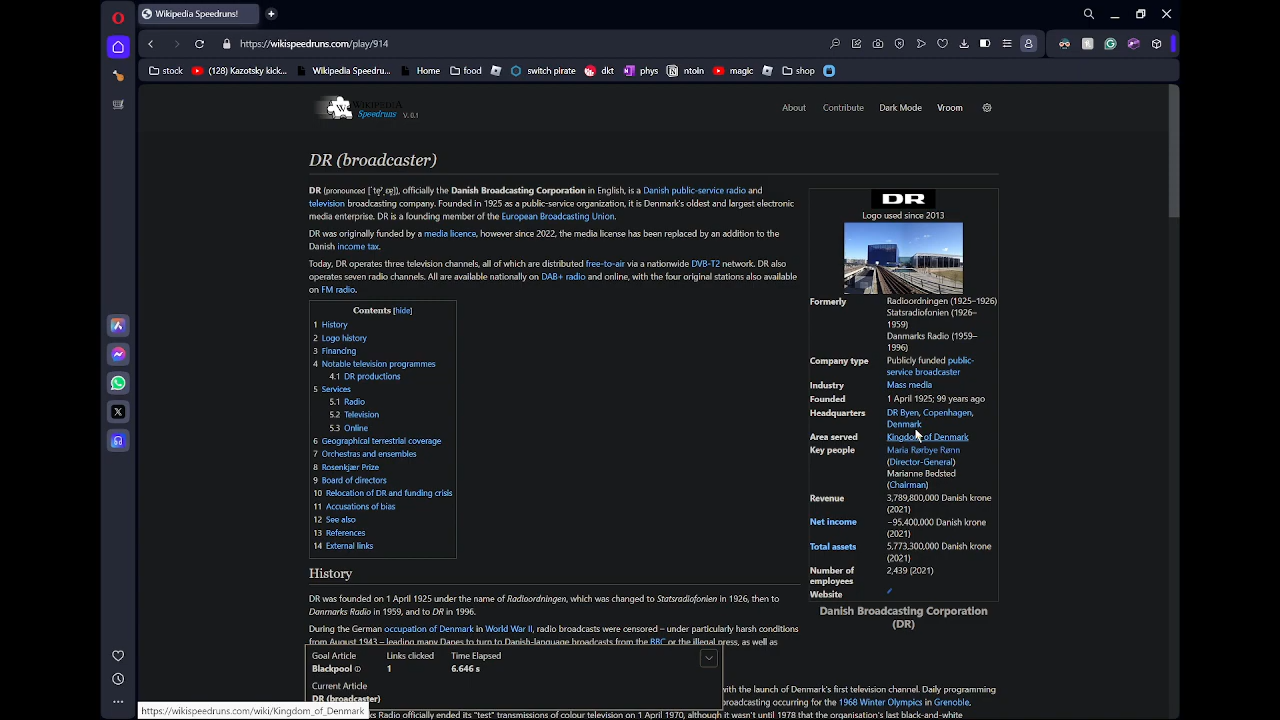 Wikipedia Speedruns!
https://wikispeedruns.com/play/914
stock
(128) Kazotsky kick...
Wikipedia Speedru...
Home
food
switch pirate
dkt
phys
ntoin
magic
shop
WIKIPEDIA
Speedruns
V. 0.1
About
Contribute
Dark Mode
Vroom
DR (broadcaster)
DR (pronounced [ˈte̝ˀˌɐ]), officially the Danish Broadcasting Corporation in English, is a Danish public-service radio and
television broadcasting company. Founded in 1925 as a public-service organization, it is Denmark's oldest and largest electronic
media enterprise. DR is a founding member of the European Broadcasting Union.
DR was originally funded by a media licence, however since 2022, the media license has been replaced by an addition to the
Danish income tax.
Today, DR operates three television channels, all of which are distributed free-to-air via a nationwide DVB-T2 network. DR also
operates seven radio channels. All are available nationally on DAB+ radio and online, with the four original stations also available
on FM radio.
Contents [hide]
1 History
2 Logo history
3 Financing
4 Notable television programmes
4.1 DR productions
5 Services
5.1 Radio
5.2 Television
5.3 Online
6 Geographical terrestrial coverage
7 Orchestras and ensembles
8 Rosenkjær Prize
9 Board of directors
10 Relocation of DR and funding crisis
11 Accusations of bias
12 See also
13 References
14 External links
DR
Logo used since 2013
Formerly Radioordningen (1925–1926)
Statsradiofonien (1926–
1959)
Danmarks Radio (1959–
1996)
Company type Publicly funded public-
service broadcaster
Industry Mass media
Founded 1 April 1925; 99 years ago
Headquarters DR Byen, Copenhagen,
Denmark
Area served Kingdom of Denmark
Key people Maria Rørbye Rønn
(Director-General)
Marianne Bedsted
(Chairman)
Revenue 3,789,800,000 Danish krone
(2021)
Net income −95,400,000 Danish krone
(2021)
Total assets 5,773,300,000 Danish krone
(2021)
Number of employees 2,439 (2021)
Website
Danish Broadcasting Corporation
(DR)
History
DR was founded on 1 April 1925 under the name of Radioordningen, which was changed to Statsradiofonien in 1926, then to
Danmarks Radio in 1959, and to DR in 1996.
During the German occupation of Denmark in World War II, radio broadcasts were censored – under particularly harsh conditions
from August 1943 – leading many Danes to turn to Danish-language broadcasts from the BBC or the illegal press, as well as
with the launch of Denmark's first television channel. Daily programming
broadcasting occurring for the 1968 Winter Olympics in Grenoble.
ks Radio officially ended its "test" transmissions of colour television on 1 April 1970, although it wasn't until 1978 that the organisation's last black-and-white
Goal Article
Blackpool
Links clicked
1
Time Elapsed
6.646 s
Current Article
DR (broadcaster)
https://wikispeedruns.com/wiki/Kingdom_of_Denmark